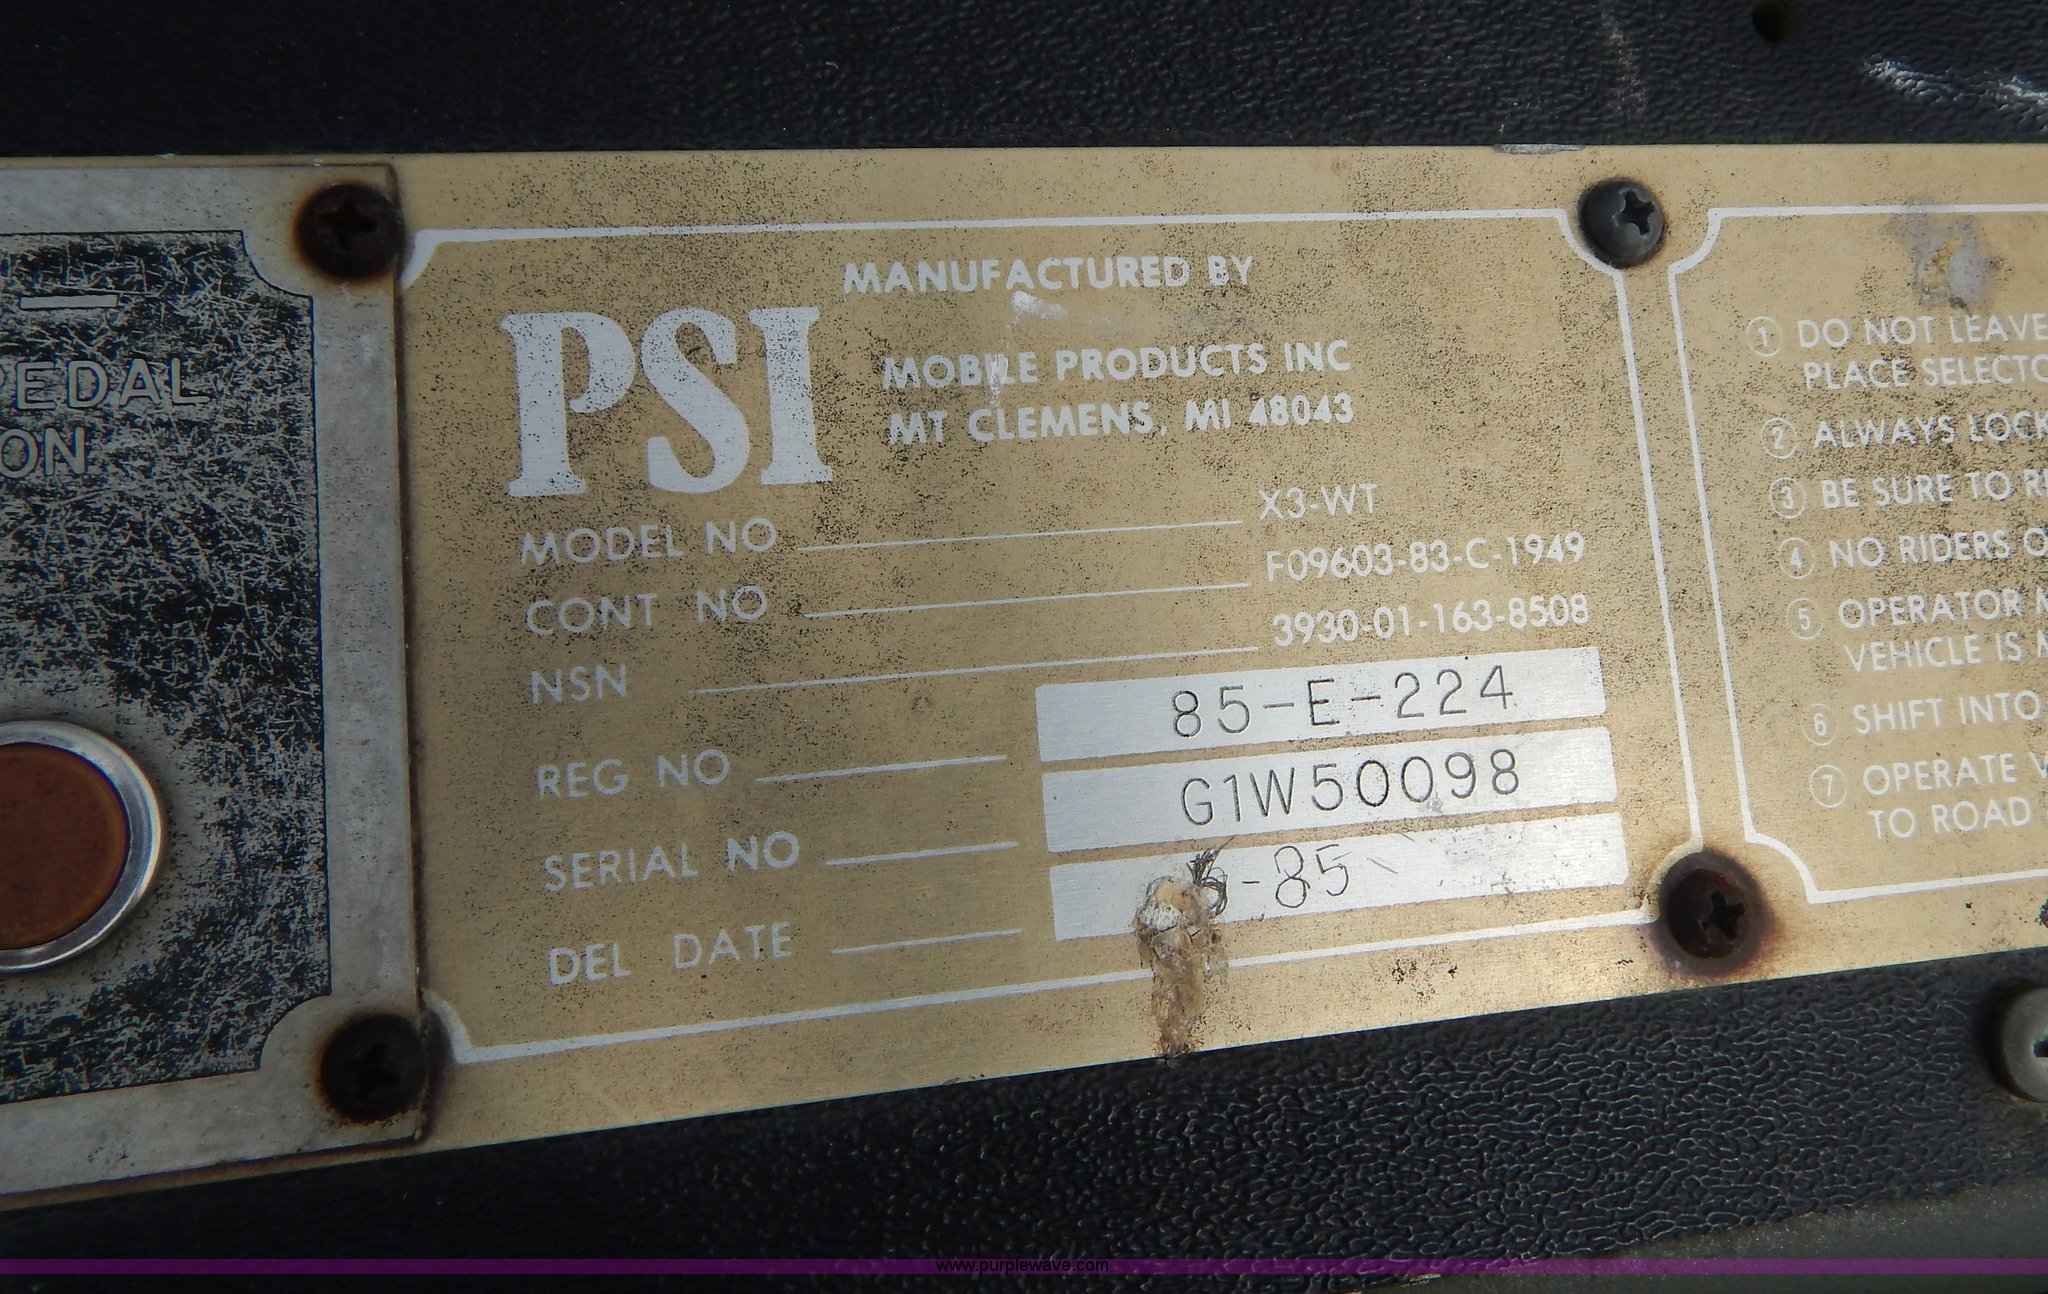 PEDAL
ON
MANUFACTURED BY
PSI
MOBILE PRODUCTS INC
MT CLEMENS, MI 48043
MODEL NO X3-WT
CONT NO F09603-83-C-1949
NSN 3930-01-163-8508
REG NO 85-E-224
SERIAL NO G1W50098
DEL DATE -85
1 DO NOT LEAVE
PLACE SELECTO
2 ALWAYS LOCK
3 BE SURE TO R
4 NO RIDERS O
5 OPERATOR M
VEHICLE IS M
6 SHIFT INTO
7 OPERATE V
TO ROAD
www.purplewave.com